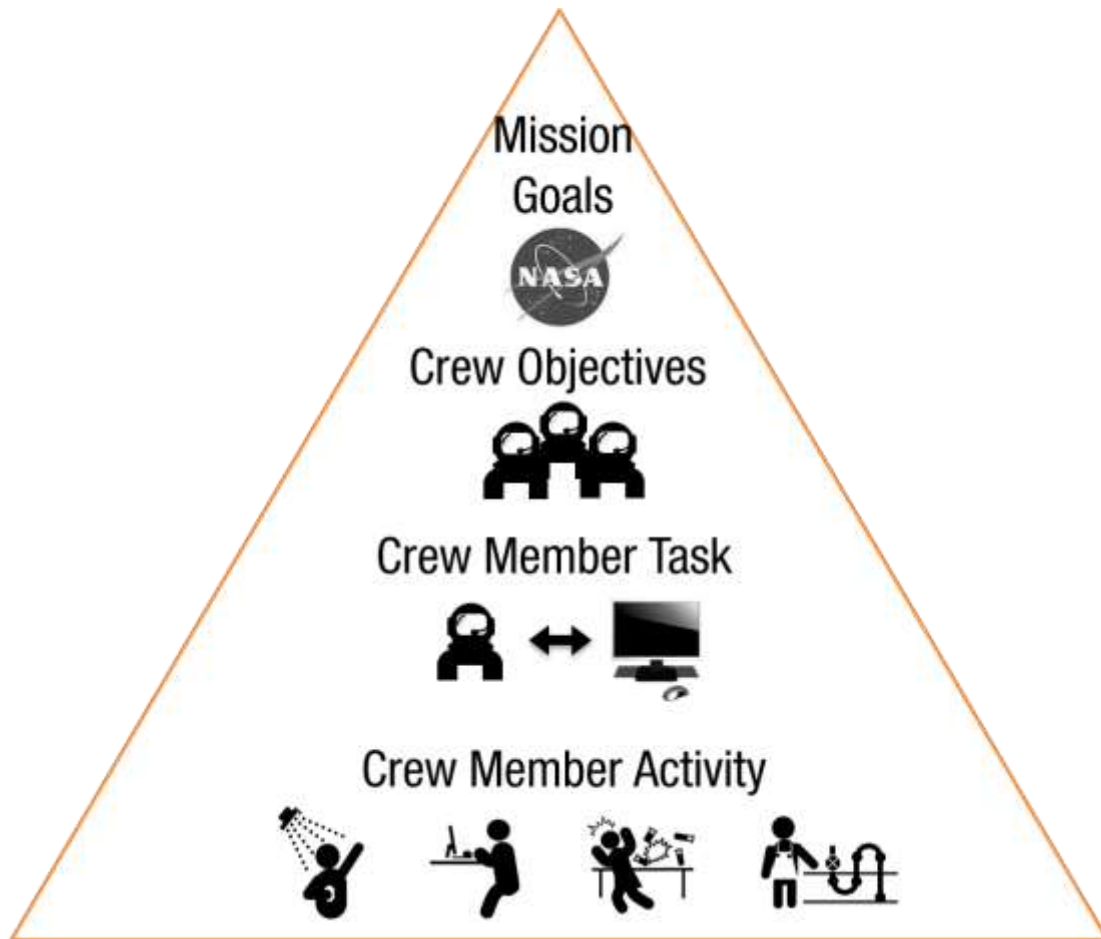 Mission
Goals
NASA
Crew Objectives
Crew Member Task
Crew Member Activity